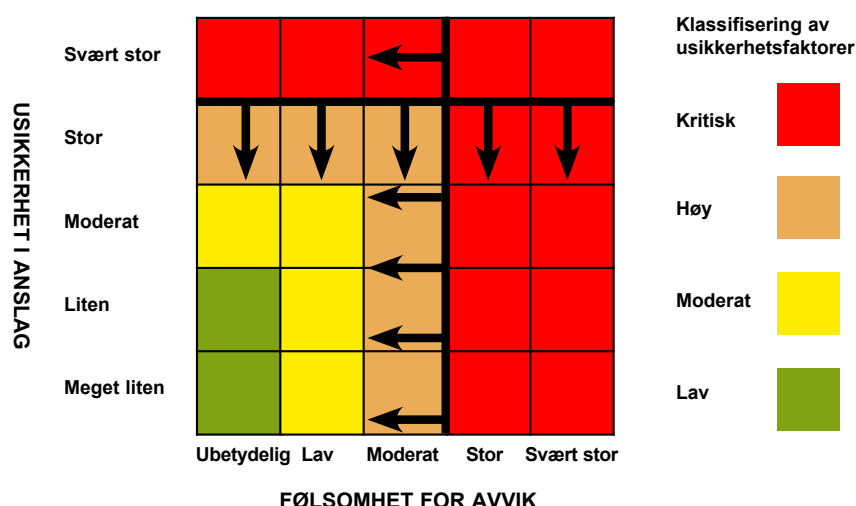 Klassifisering av
usikkerhetsfaktorer
USIKKERHET I ANSLAG
Svært stor
Stor
Moderat
Liten
Meget liten
Ubetydelig Lav Moderat Stor Svært stor
FØLSOMHET FOR AVVIK
Kritisk
Høy
Moderat
Lav